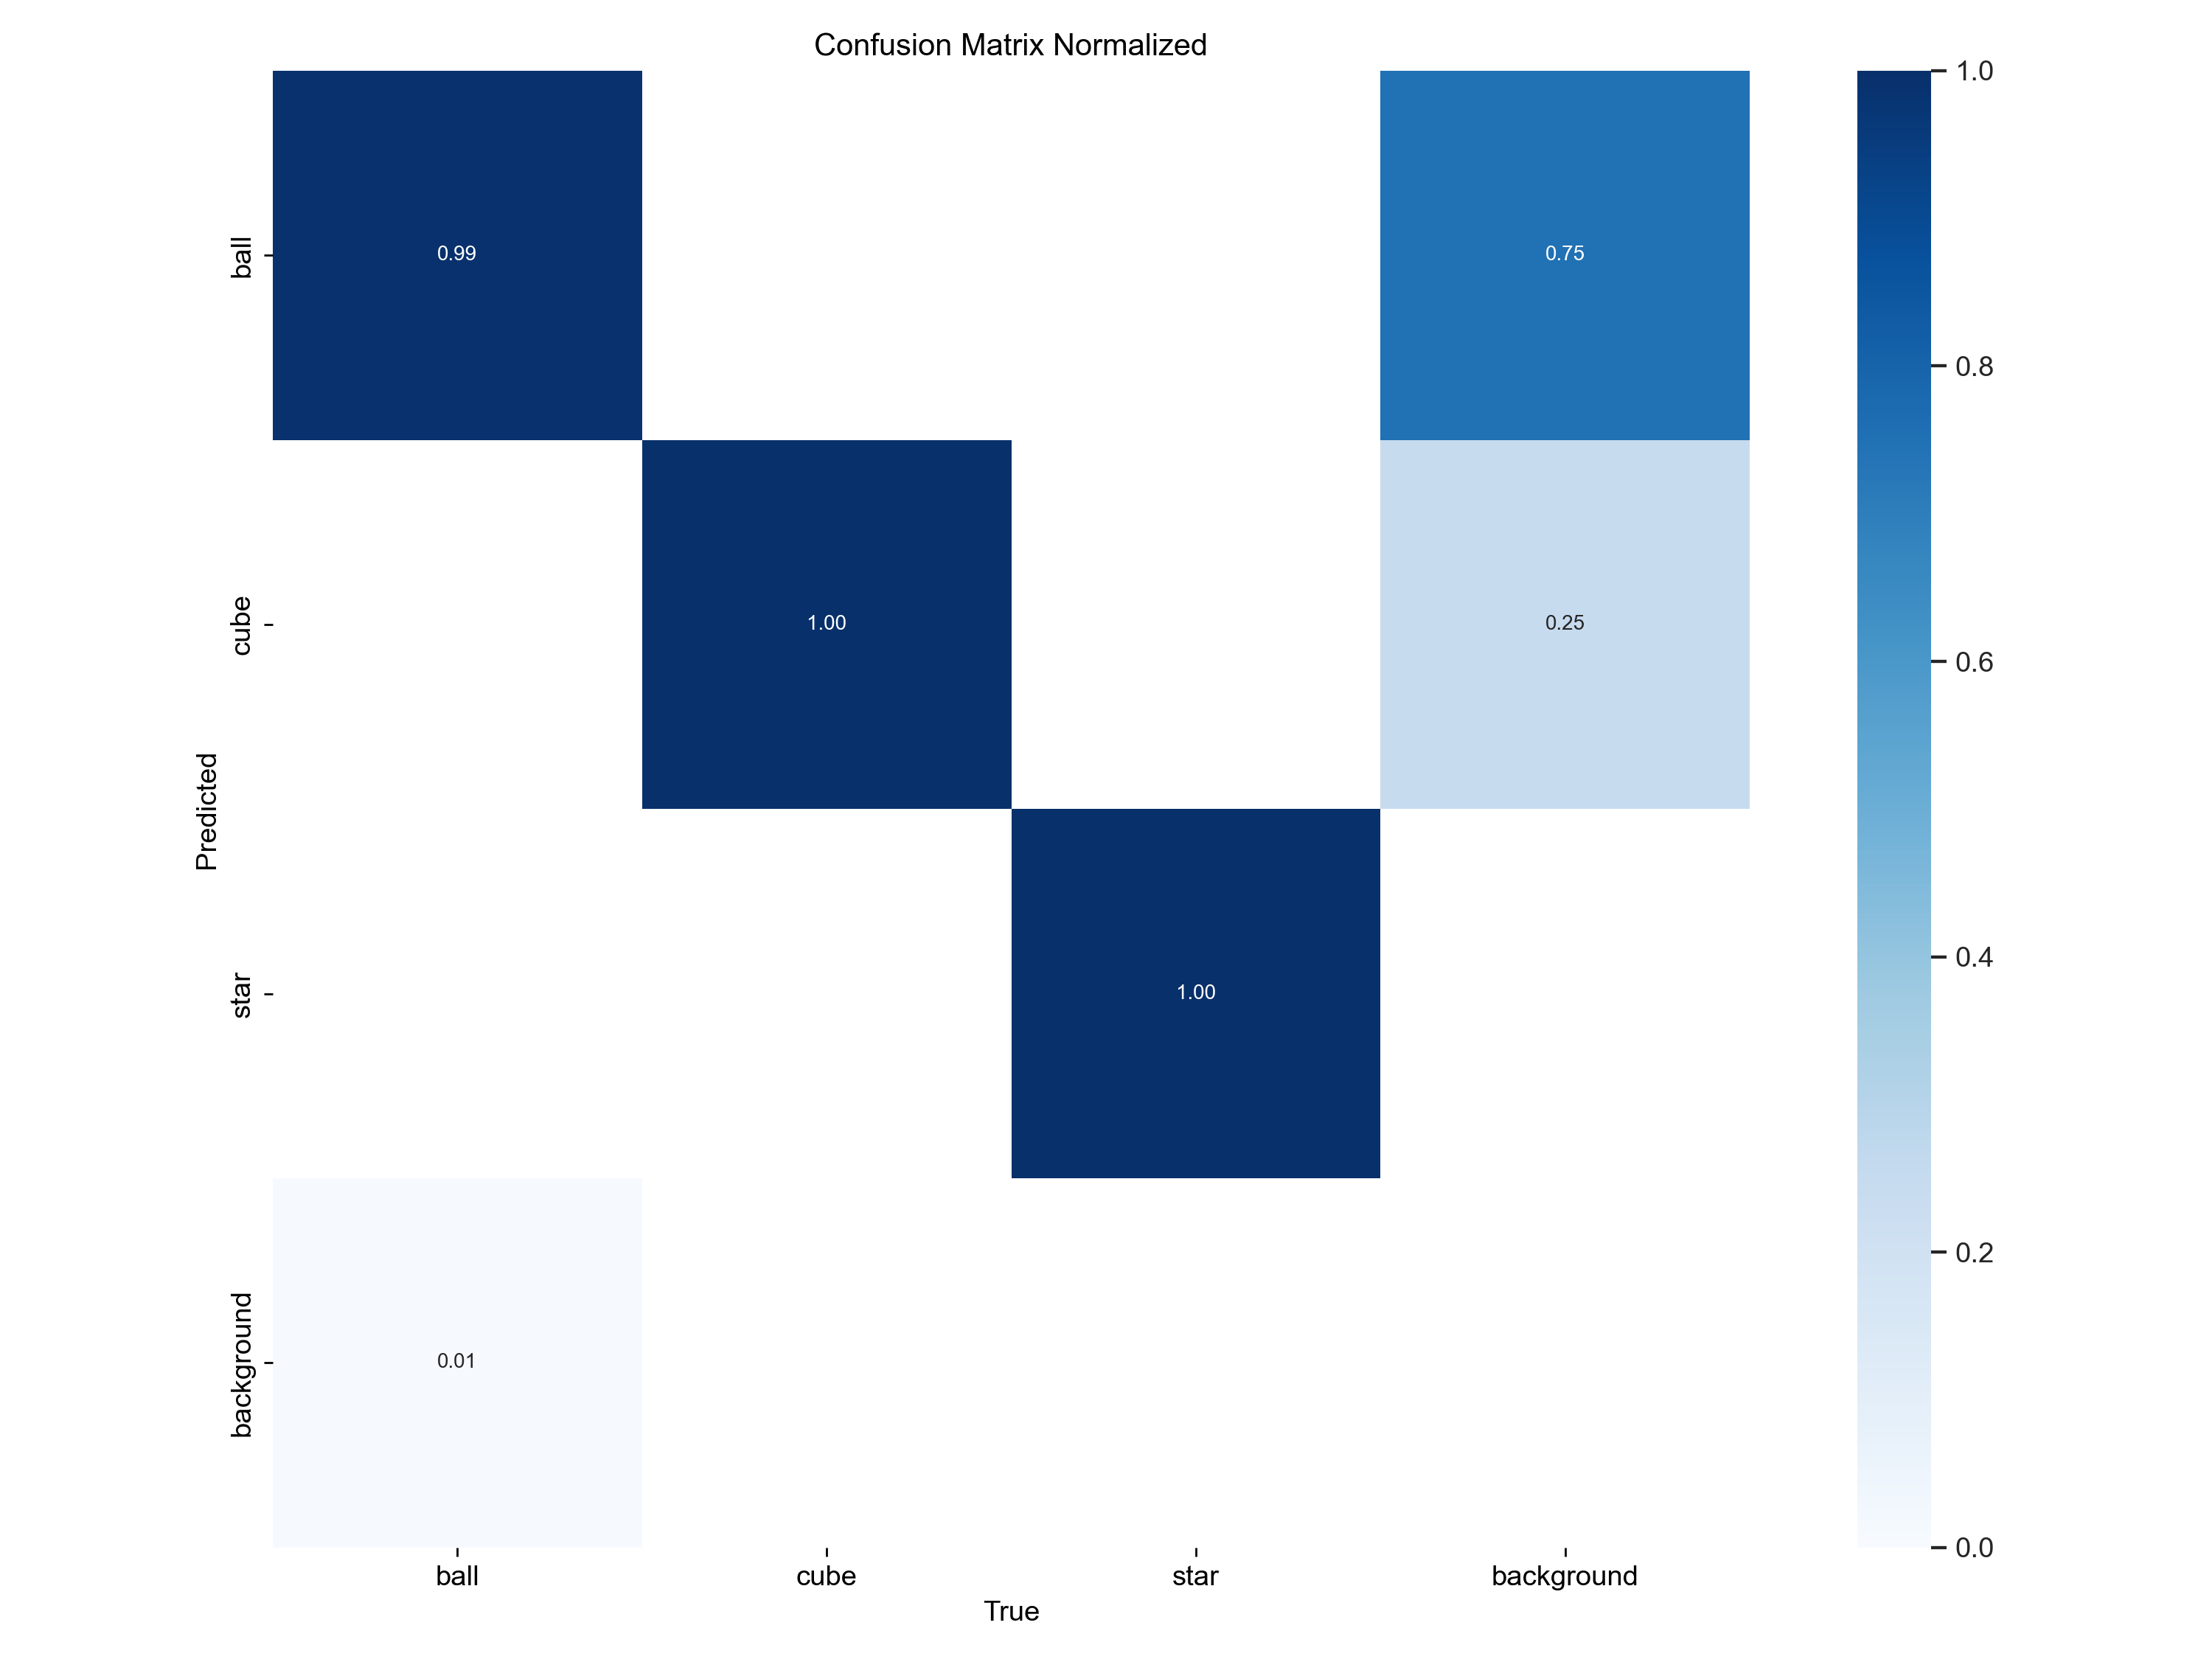 Confusion Matrix Normalized
ball
0.99
0.75
cube
1.00
0.25
star
1.00
background
0.01
Predicted
ball
cube
star
background
True
1.0
0.8
0.6
0.4
0.2
0.0